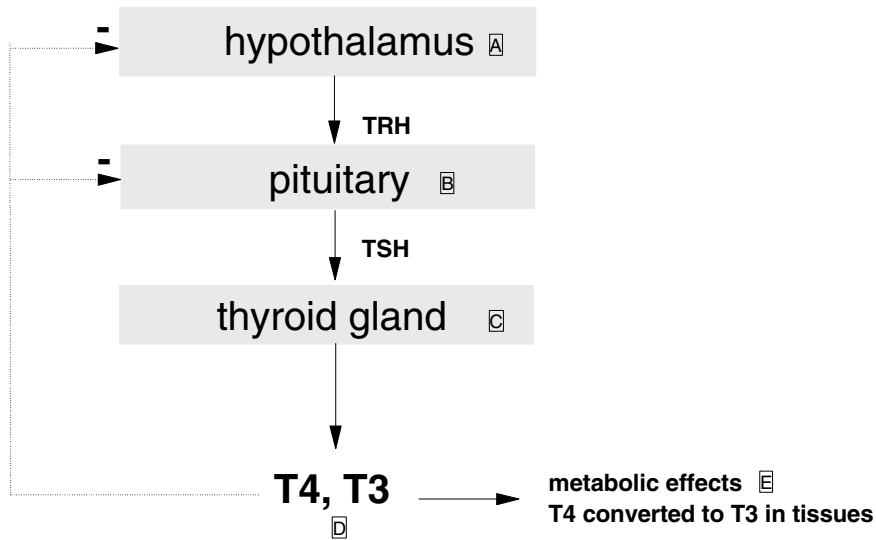 -
hypothalamus A
TRH
-
pituitary B
TSH
thyroid gland C
T4, T3
D
metabolic effects E
T4 converted to T3 in tissues